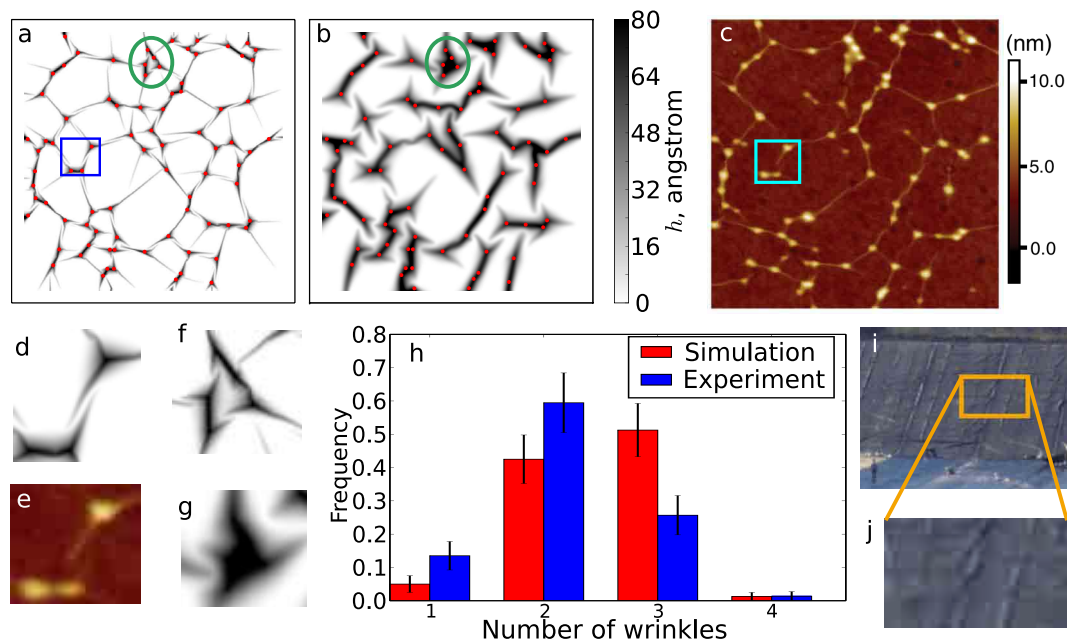 a
b
80
64
48
32
16
0
h, angstrom
c
(nm)
10.0
5.0
0.0
d
f
e
g
h
Simulation
Experiment
0.8
0.7
0.6
0.5
0.4
0.3
0.2
0.1
0.0
Frequency
1 2 3 4
Number of wrinkles
i
j